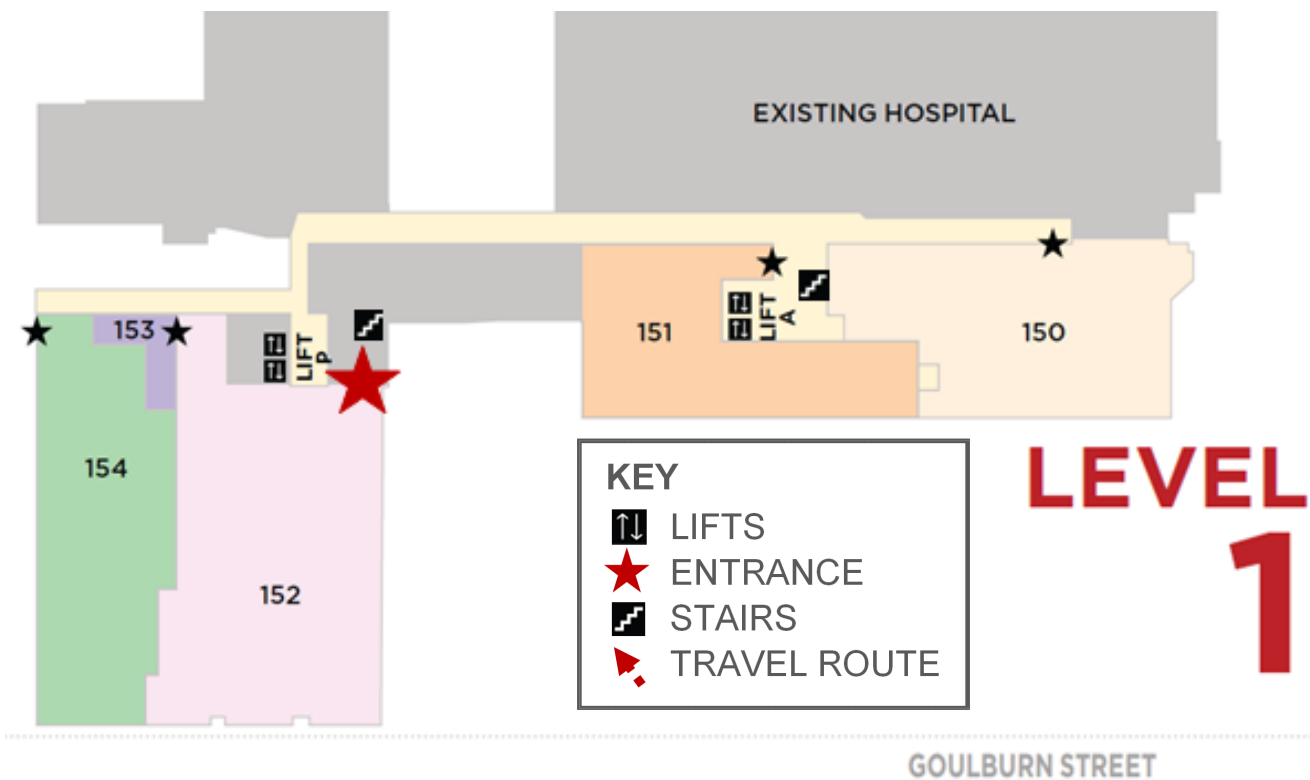 EXISTING HOSPITAL
153
151
LIFT
A
150
LIFT
P
154
152
KEY
LIFTS
ENTRANCE
STAIRS
TRAVEL ROUTE
LEVEL
1
GOULBURN STREET